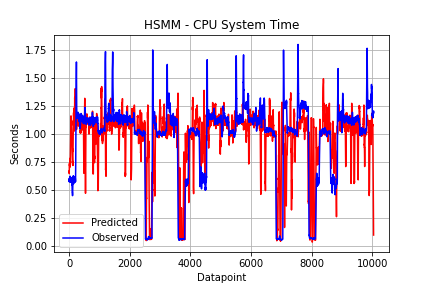 HSMM - CPU System Time
Seconds
1.75
1.50
1.25
1.00
0.75
0.50
0.25
0.00
Predicted
Observed
0 2000 4000 6000 8000 10000
Datapoint